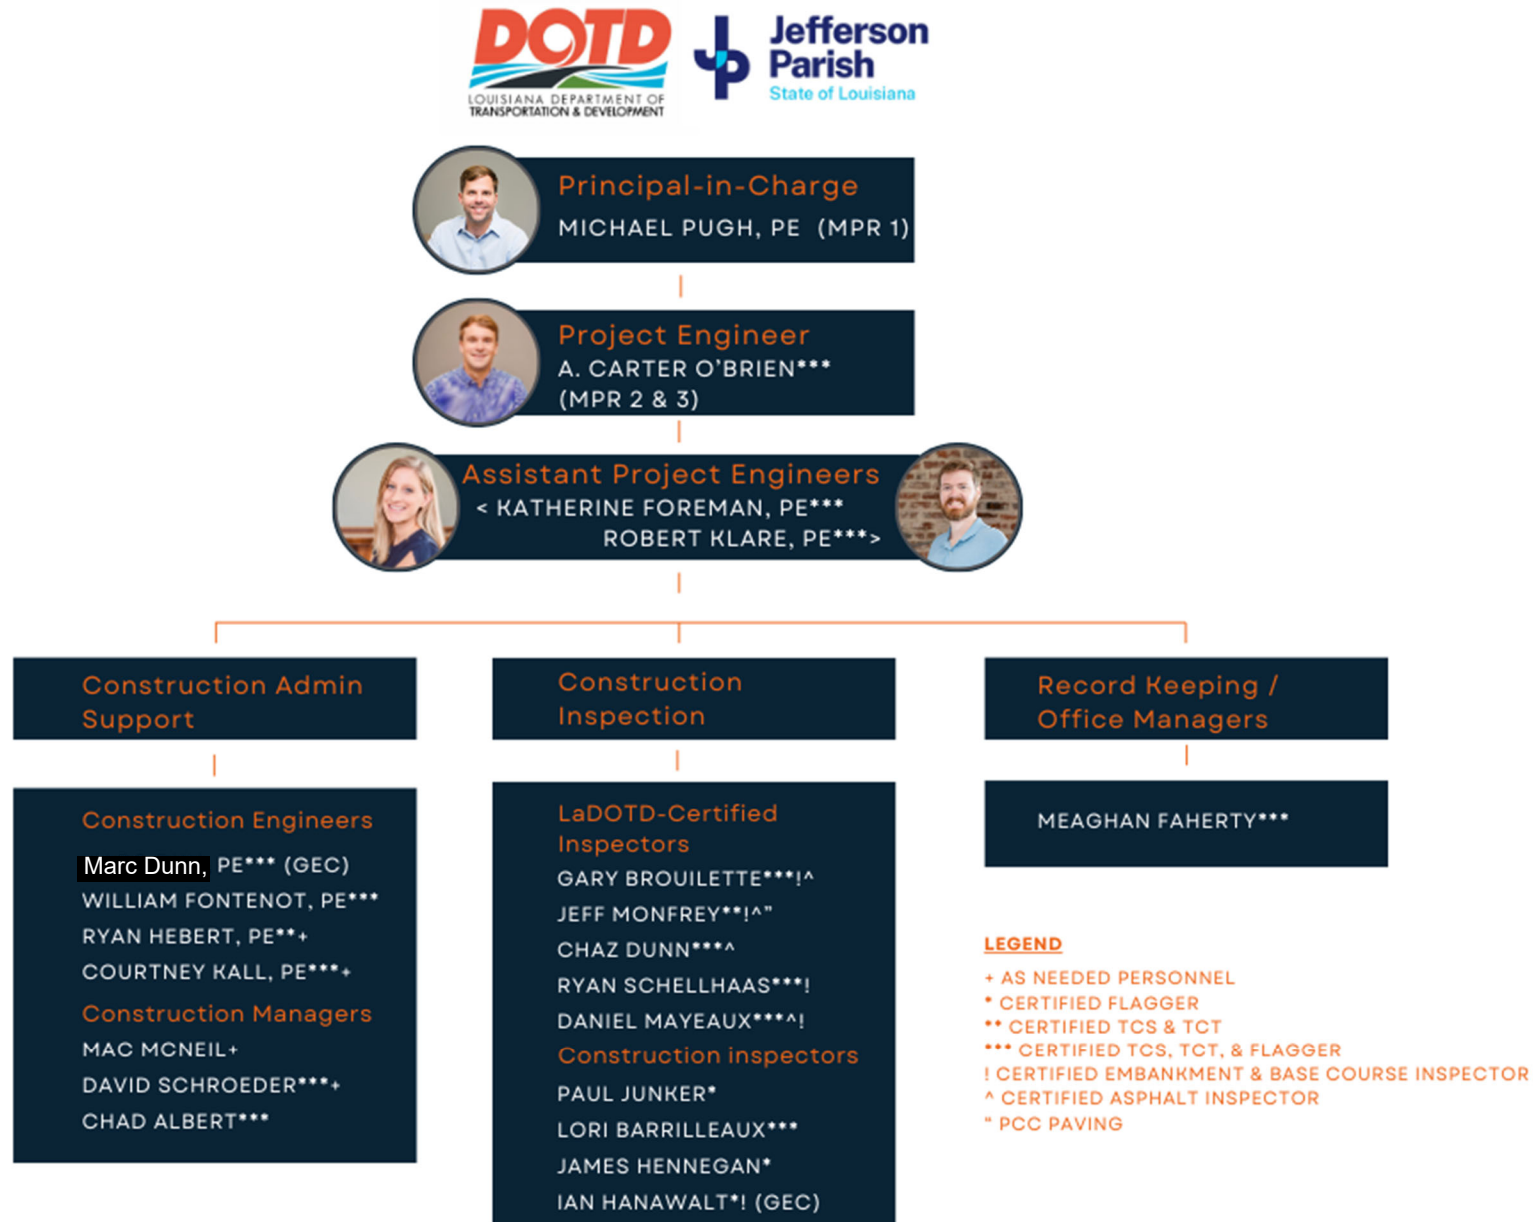 DOTD
LOUISIANA DEPARTMENT OF
TRANSPORTATION & DEVELOPMENT
JP
Jefferson
Parish
State of Louisiana
Principal-in-Charge
MICHAEL PUGH, PE (MPR 1)
Project Engineer
A. CARTER O'BRIEN***
(MPR 2 & 3)
Assistant Project Engineers
< KATHERINE FOREMAN, PE***
ROBERT KLARE, PE***>
Construction Admin
Support
Construction Engineers
Marc Dunn, PE*** (GEC)
WILLIAM FONTENOT, PE***
RYAN HEBERT, PE**+
COURTNEY KALL, PE***+
Construction Managers
MAC MCNEIL+
DAVID SCHROEDER***+
CHAD ALBERT***
Construction
Inspection
LaDOTD-Certified
Inspectors
GARY BROUILETTE***!^
JEFF MONFREY**!^”
CHAZ DUNN***^
RYAN SCHELLHAAS***!
DANIEL MAYEAUX***^!
Construction inspectors
PAUL JUNKER*
LORI BARRILLEAUX***
JAMES HENNEGAN*
IAN HANAWALT*! (GEC)
Record Keeping /
Office Managers
MEAGHAN FAHERTY***
LEGEND
+ AS NEEDED PERSONNEL
* CERTIFIED FLAGGER
** CERTIFIED TCS & TCT
*** CERTIFIED TCS, TCT, & FLAGGER
! CERTIFIED EMBANKMENT & BASE COURSE INSPECTOR
^ CERTIFIED ASPHALT INSPECTOR
“ PCC PAVING